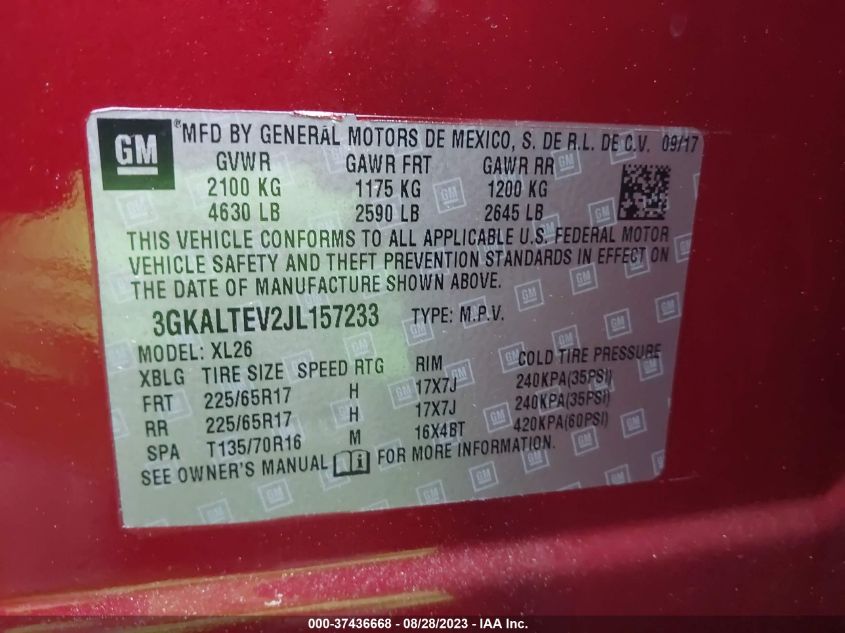 GM ® MFD BY GENERAL MOTORS DE MEXICO, S. DE R.L. DE C.V. 09/17
GVWR GAWR FRT GAWR RR
2100 KG 1175 KG 1200 KG
4630 LB 2590 LB 2645 LB
THIS VEHICLE CONFORMS TO ALL APPLICABLE U.S. FEDERAL MOTOR
VEHICLE SAFETY AND THEFT PREVENTION STANDARDS IN EFFECT ON
THE DATE OF MANUFACTURE SHOWN ABOVE.
3GKALTEV2JL157233 TYPE: M.P.V.
MODEL: XL26
XBLG TIRE SIZE SPEED RTG RIM COLD TIRE PRESSURE
FRT 225/65R17 H 17X7J 240KPA(35PSI)
RR 225/65R17 H 17X7J 240KPA(35PSI)
SPA T135/70R16 M 16X4BT 420KPA(60PSI)
SEE OWNER'S MANUAL FOR MORE INFORMATION.
000-37436668 - 08/28/2023 - IAA Inc.